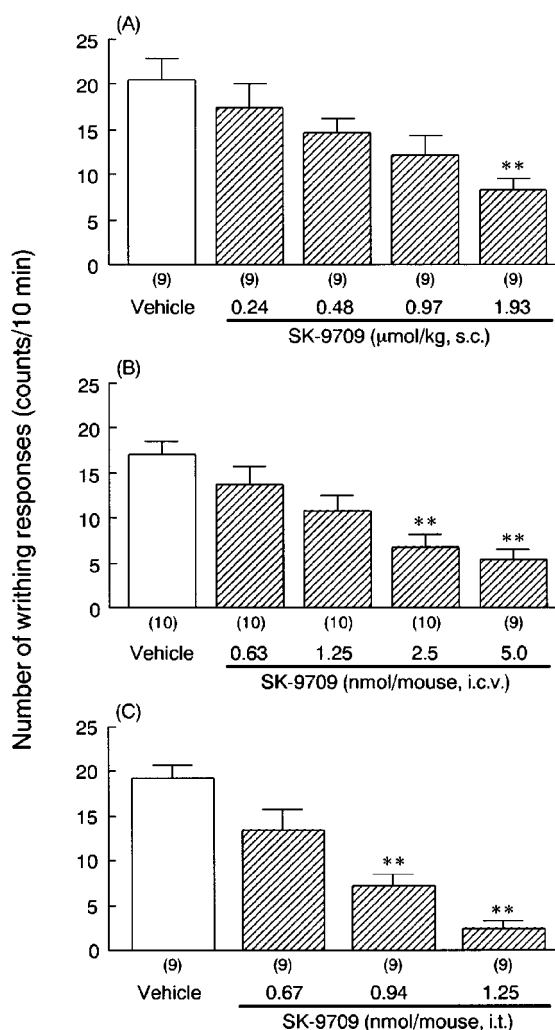 Number of writhing responses (counts/10 min)
(A)
25
20
15
10
5
0
**
(9) (9) (9) (9) (9)
Vehicle 0.24 0.48 0.97 1.93
SK-9709 (μmol/kg, s.c.)
(B)
25
20
15
10
5
0
** **
(10) (10) (10) (10) (9)
Vehicle 0.63 1.25 2.5 5.0
SK-9709 (nmol/mouse, i.c.v.)
(C)
25
20
15
10
5
0
** **
(9) (9) (9) (9)
Vehicle 0.67 0.94 1.25
SK-9709 (nmol/mouse, i.t.)